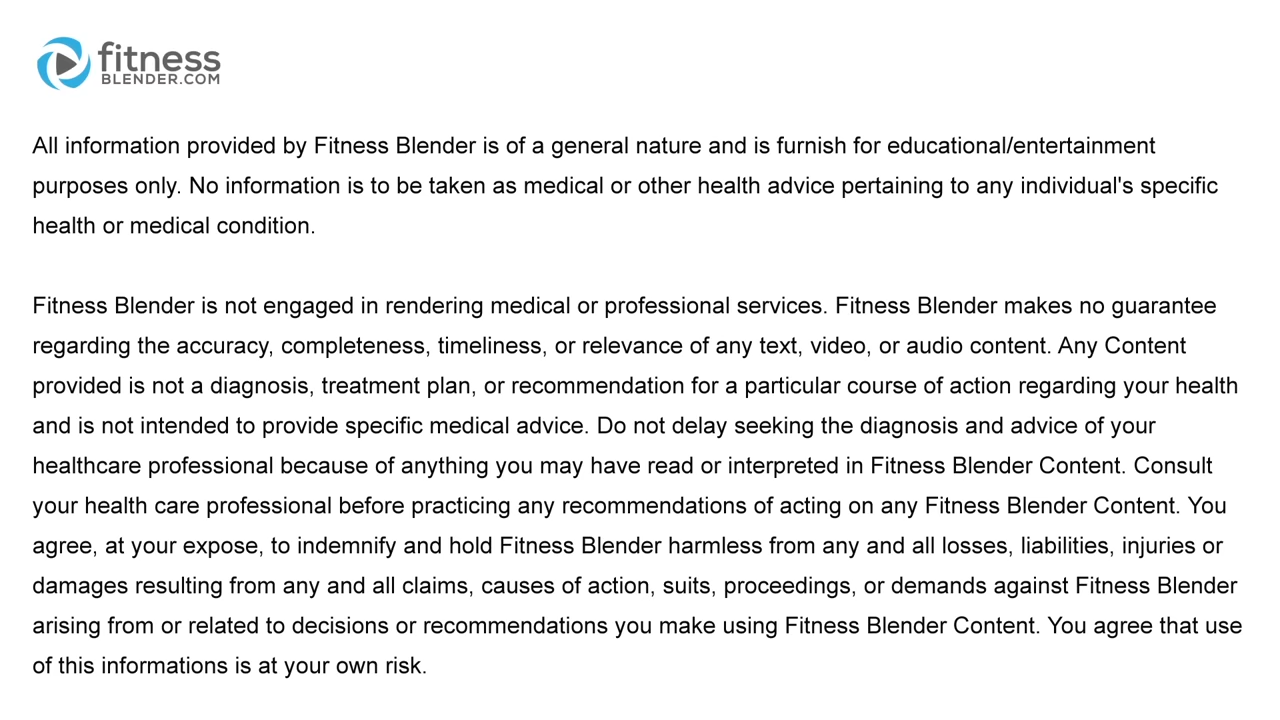 fitness
BLENDER.COM
All information provided by Fitness Blender is of a general nature and is furnish for educational/entertainment
purposes only. No information is to be taken as medical or other health advice pertaining to any individual's specific
health or medical condition.
Fitness Blender is not engaged in rendering medical or professional services. Fitness Blender makes no guarantee
regarding the accuracy, completeness, timeliness, or relevance of any text, video, or audio content. Any Content
provided is not a diagnosis, treatment plan, or recommendation for a particular course of action regarding your health
and is not intended to provide specific medical advice. Do not delay seeking the diagnosis and advice of your
healthcare professional because of anything you may have read or interpreted in Fitness Blender Content. Consult
your health care professional before practicing any recommendations of acting on any Fitness Blender Content. You
agree, at your expose, to indemnify and hold Fitness Blender harmless from any and all losses, liabilities, injuries or
damages resulting from any and all claims, causes of action, suits, proceedings, or demands against Fitness Blender
arising from or related to decisions or recommendations you make using Fitness Blender Content. You agree that use
of this informations is at your own risk.